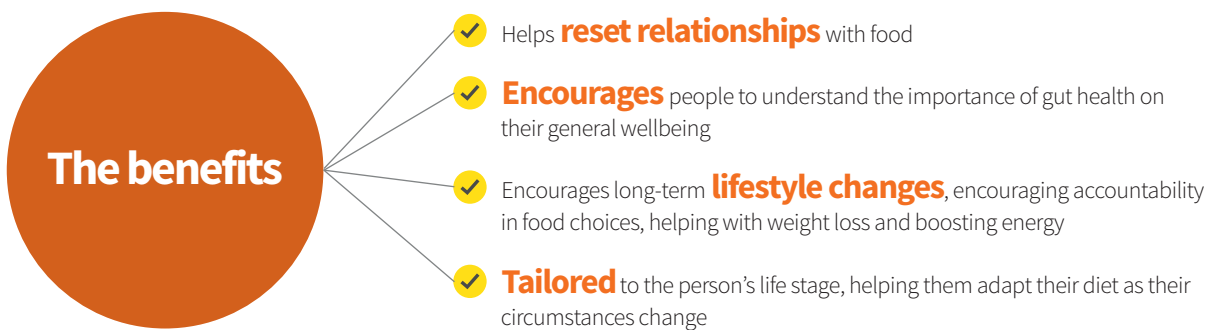 The benefits
Helps reset relationships with food
Encourages people to understand the importance of gut health on
their general wellbeing
Encourages long-term lifestyle changes, encouraging accountability
in food choices, helping with weight loss and boosting energy
Tailored to the person’s life stage, helping them adapt their diet as their
circumstances change